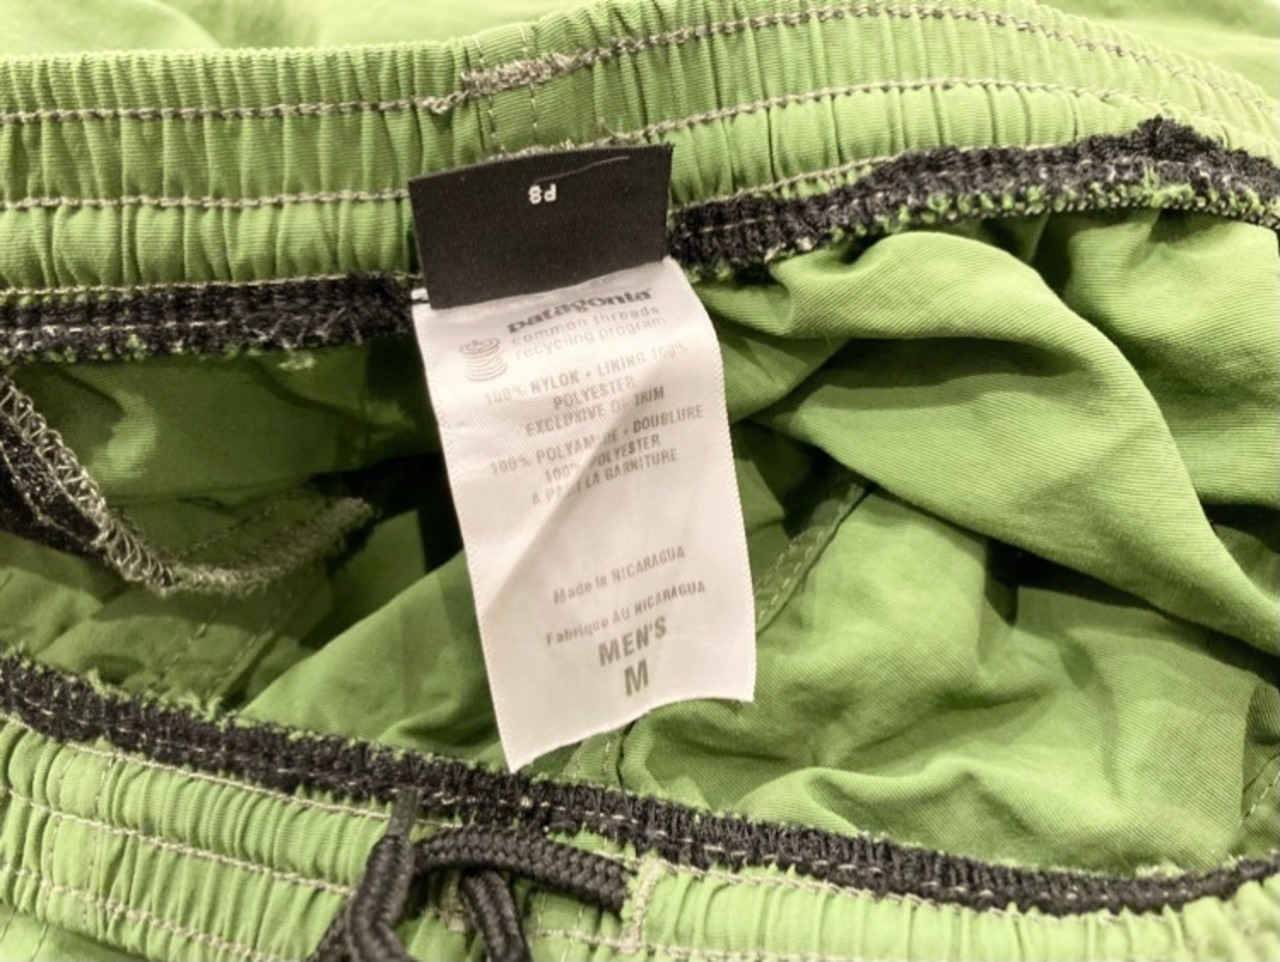 P8
patagonia
common threads
recycling program
100% NYLON • LINING 100%
POLYESTER
EXCLUSIVE OF TRIM
100% POLYAMIDE • DOUBLURE
100% POLYESTER
A PART LA GARNITURE
Made in NICARAGUA
Fabrique AU NICARAGUA
MEN'S
M